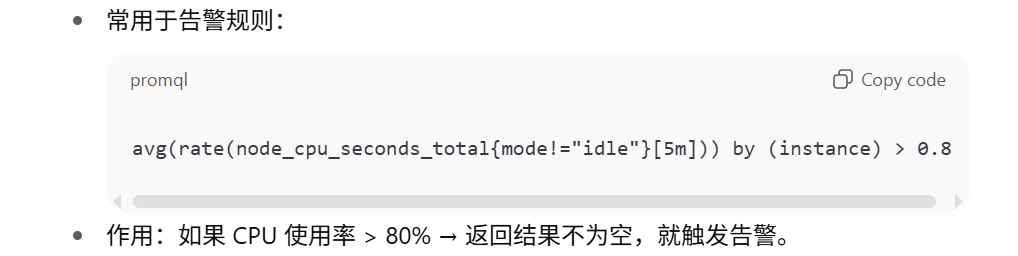 常用于告警规则：
promql
Copy code
avg(rate(node_cpu_seconds_total{mode!="idle"}[5m])) by (instance) > 0.8
作用：如果 CPU 使用率 > 80% → 返回结果不为空，就触发告警。